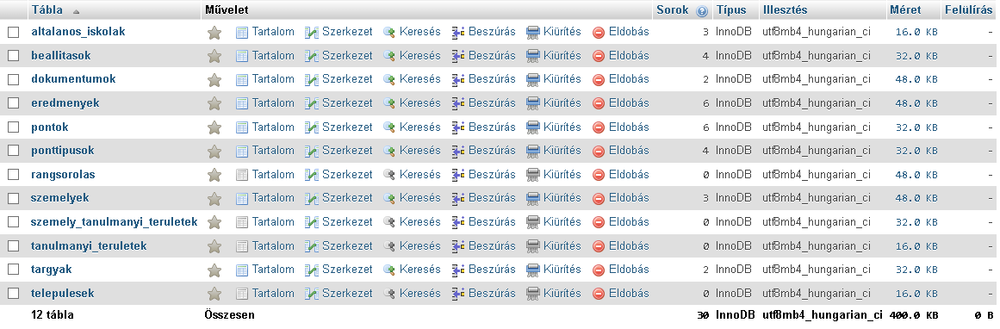 Tábla Művelet Sorok Típus Illesztés Méret Felülírás
altalanos_iskolak Tartalom Szerkezet Keresés Beszúrás Kiürítés Eldobás 3 InnoDB utf8mb4_hungarian_ci 16.0 KB -
beallitasok Tartalom Szerkezet Keresés Beszúrás Kiürítés Eldobás 4 InnoDB utf8mb4_hungarian_ci 32.0 KB -
dokumentumok Tartalom Szerkezet Keresés Beszúrás Kiürítés Eldobás 2 InnoDB utf8mb4_hungarian_ci 48.0 KB -
eredmenyek Tartalom Szerkezet Keresés Beszúrás Kiürítés Eldobás 6 InnoDB utf8mb4_hungarian_ci 48.0 KB -
pontok Tartalom Szerkezet Keresés Beszúrás Kiürítés Eldobás 6 InnoDB utf8mb4_hungarian_ci 32.0 KB -
ponttipusok Tartalom Szerkezet Keresés Beszúrás Kiürítés Eldobás 4 InnoDB utf8mb4_hungarian_ci 32.0 KB -
rangsorolas Tartalom Szerkezet Keresés Beszúrás Kiürítés Eldobás 0 InnoDB utf8mb4_hungarian_ci 48.0 KB -
szemelyek Tartalom Szerkezet Keresés Beszúrás Kiürítés Eldobás 3 InnoDB utf8mb4_hungarian_ci 48.0 KB -
szemely_tanulmanyi_teruletek Tartalom Szerkezet Keresés Beszúrás Kiürítés Eldobás 0 InnoDB utf8mb4_hungarian_ci 32.0 KB -
tanulmanyi_teruletek Tartalom Szerkezet Keresés Beszúrás Kiürítés Eldobás 0 InnoDB utf8mb4_hungarian_ci 16.0 KB -
targyak Tartalom Szerkezet Keresés Beszúrás Kiürítés Eldobás 2 InnoDB utf8mb4_hungarian_ci 32.0 KB -
telepulesek Tartalom Szerkezet Keresés Beszúrás Kiürítés Eldobás 0 InnoDB utf8mb4_hungarian_ci 16.0 KB -
12 tábla Összesen 30 InnoDB utf8mb4_hungarian_ci 400.0 KB 0 B